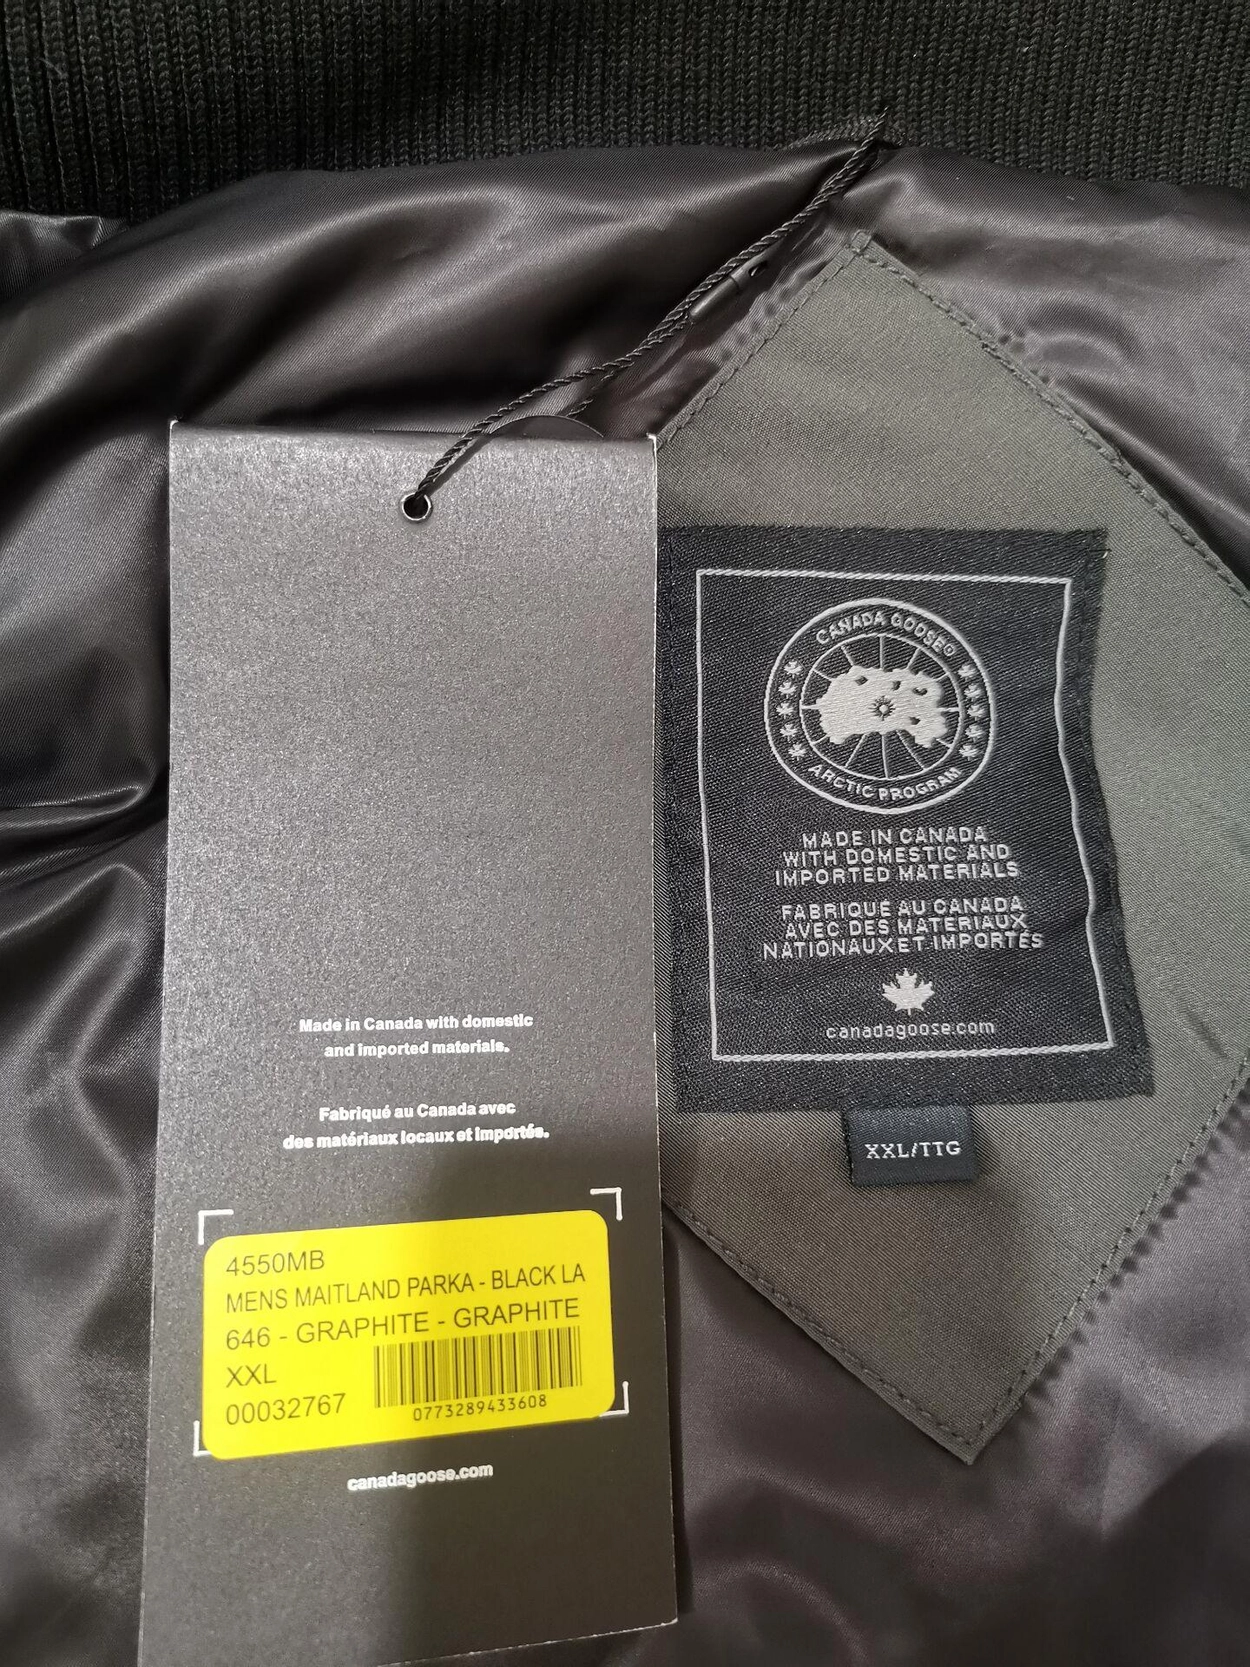 Made in Canada with domestic
and imported materials.
Fabriqué au Canada avec
des matériaux locaux et importés.
4550MB
MENS MAITLAND PARKA - BLACK LA
646 - GRAPHITE - GRAPHITE
XXL
00032767
0773289433608
canadagoose.com
CANADA GOOSE®
ARCTIC PROGRAM
MADE IN CANADA
WITH DOMESTIC AND
IMPORTED MATERIALS
FABRIQUÉ AU CANADA
AVEC DES MATÉRIAUX
NATIONAUX ET IMPORTÉS
canadagoose.com
XXL/TTG